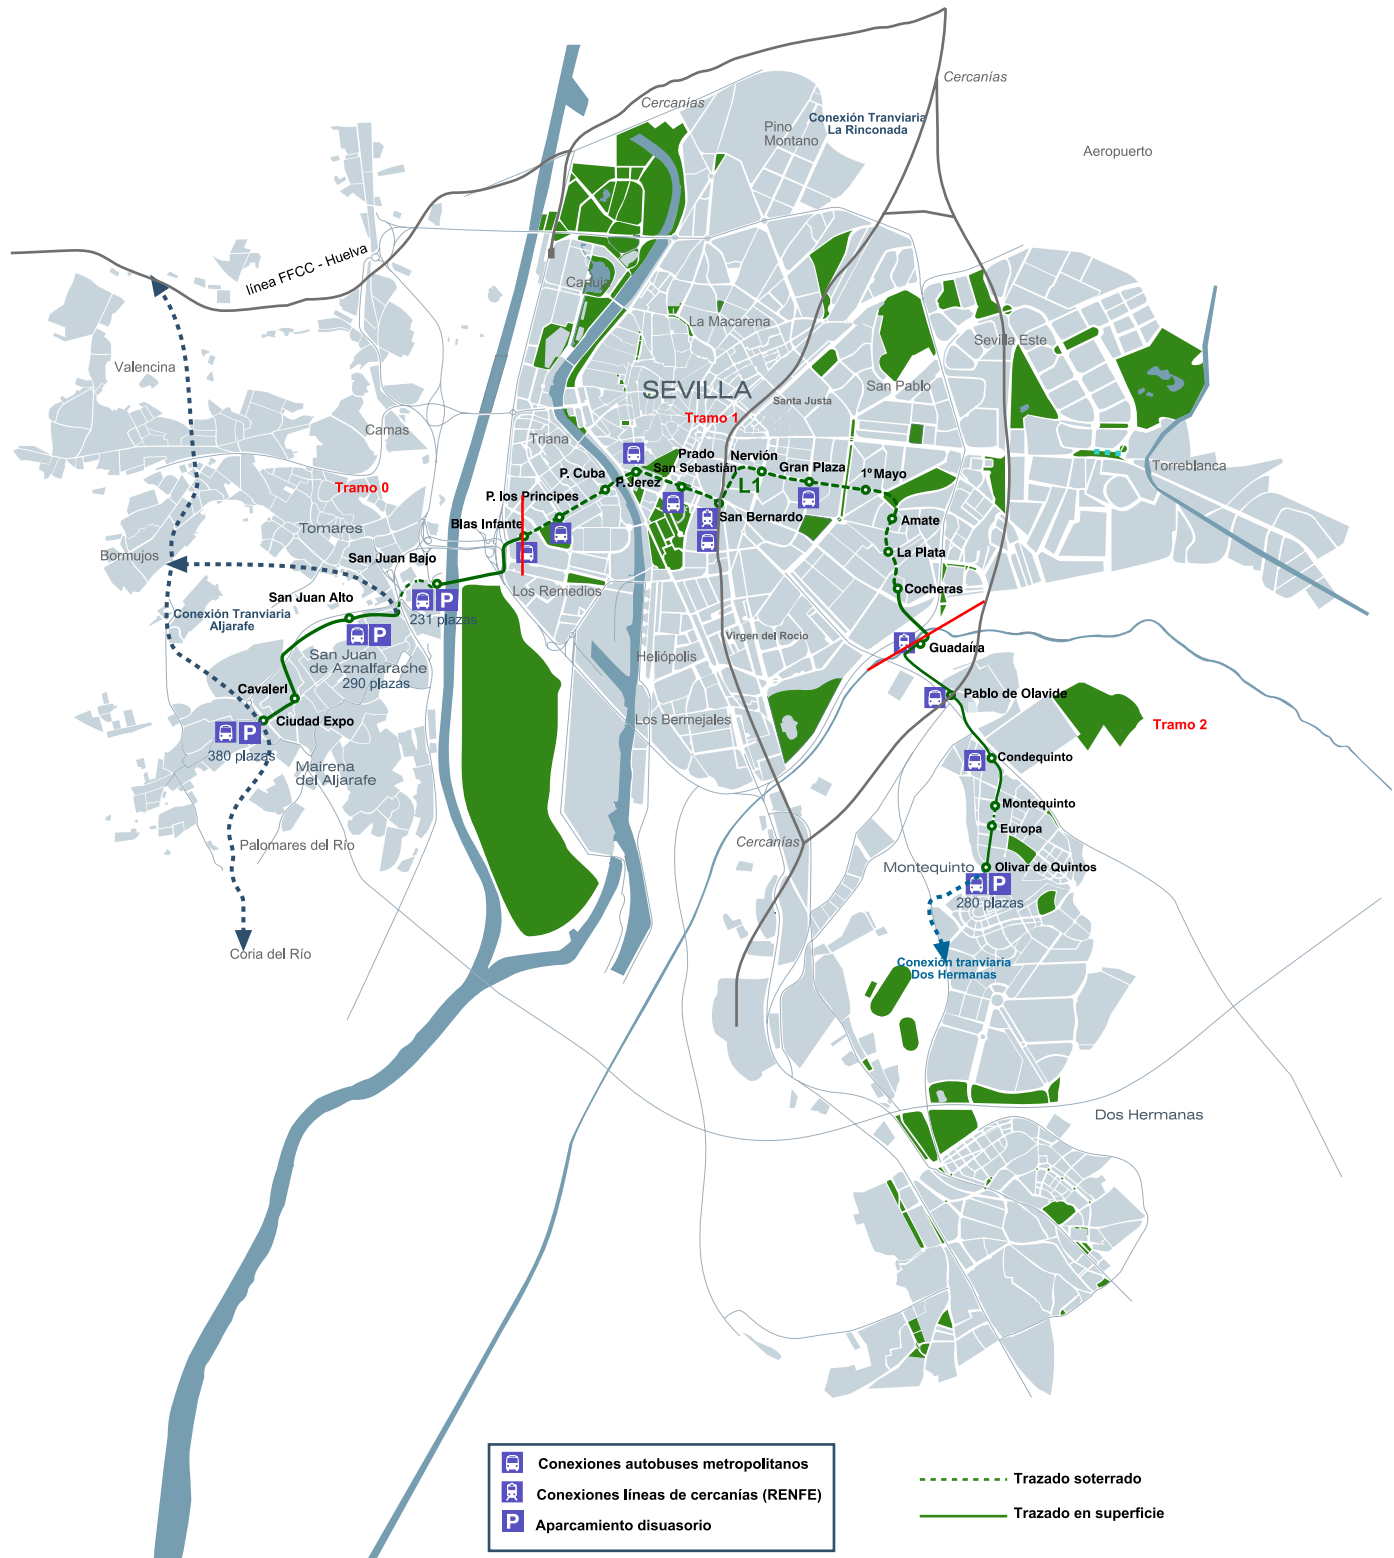 Cercanías
Cercanías
Conexión Tranviaria
La Rinconada
Pino
Montano
Aeropuerto
línea FFCC - Huelva
Cartuja
La Macarena
Sevilla Este
Valencina
San Pablo
SEVILLA
Santa Justa
Tramo 1
Camas
Triana
Prado
San Sebastián
Nervión
Gran Plaza
1º Mayo
Torreblanca
P. Cuba
P. Jerez
L1
Tramo 0
P. los Principes
San Bernardo
Amate
Blas Infante
Tomares
Bormujos
San Juan Bajo
La Plata
Los Remedios
Cocheras
San Juan Alto
Conexión Tranviaria
Aljarafe
231 plazas
Virgen del Rocio
Guadaíra
San Juan
de Aznalfarache
290 plazas
Heliópolis
Cavalerl
Pablo de Olavide
Ciudad Expo
Los Bermejales
Tramo 2
380 plazas
Condequinto
Mairena
del Aljarafe
Montequinto
Europa
Palomares del Río
Cercanías
Montequinto
Olivar de Quintos
280 plazas
Coria del Río
Conexión tranviaria
Dos Hermanas
Dos Hermanas
Conexiones autobuses metropolitanos
Conexiones líneas de cercanías (RENFE)
P Aparcamiento disuasorio
Trazado soterrado
Trazado en superficie
P
P
P
P